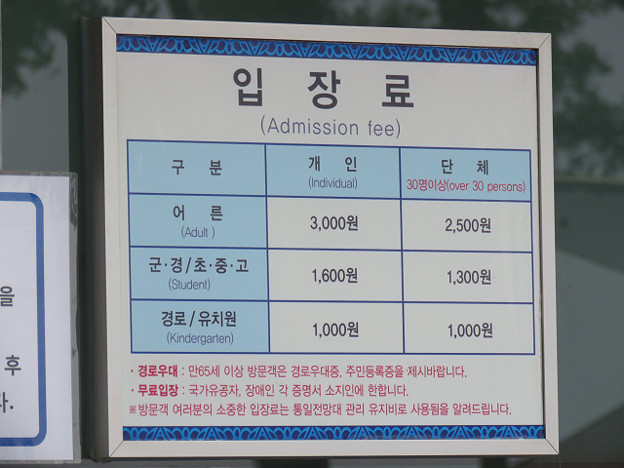 입 장 료
(Admission fee)
구 분
개 인
(Individual)
단 체
30명이상(over 30 persons)
어 른
(Adult )
3,000원
2,500원
군·경/초·중·고
(Student)
1,600원
1,300원
경로/유치원
(Kindergarten)
1,000원
1,000원
· 경로우대 : 만65세 이상 방문객은 경로우대증, 주민등록증을 제시바랍니다.
· 무료입장 : 국가유공자, 장애인 각 증명서 소지인에 한합니다.
※ 방문객 여러분의 소중한 입장료는 통일전망대 관리 유지비로 사용됨을 알려드립니다.
을
후
다.